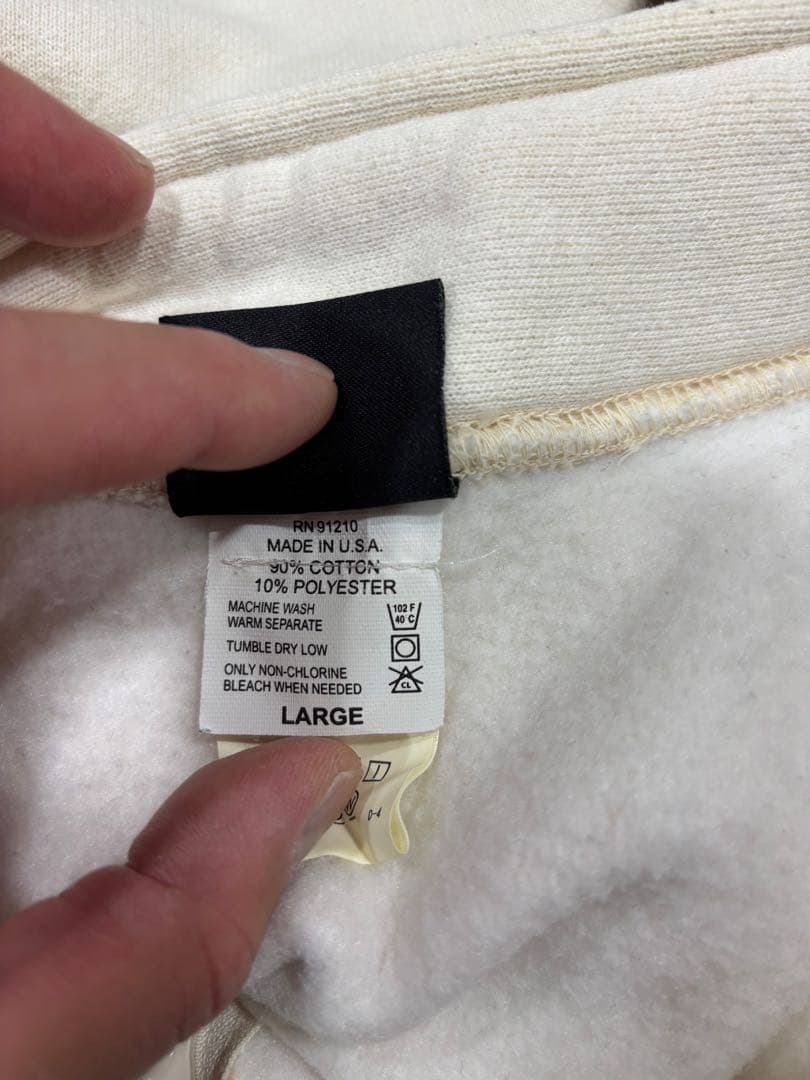 RN 91210
MADE IN U.S.A.
90% COTTON
10% POLYESTER
MACHINE WASH
WARM SEPARATE
102 F
40°C
TUMBLE DRY LOW
ONLY NON-CHLORINE
BLEACH WHEN NEEDED
CL
LARGE
D-4